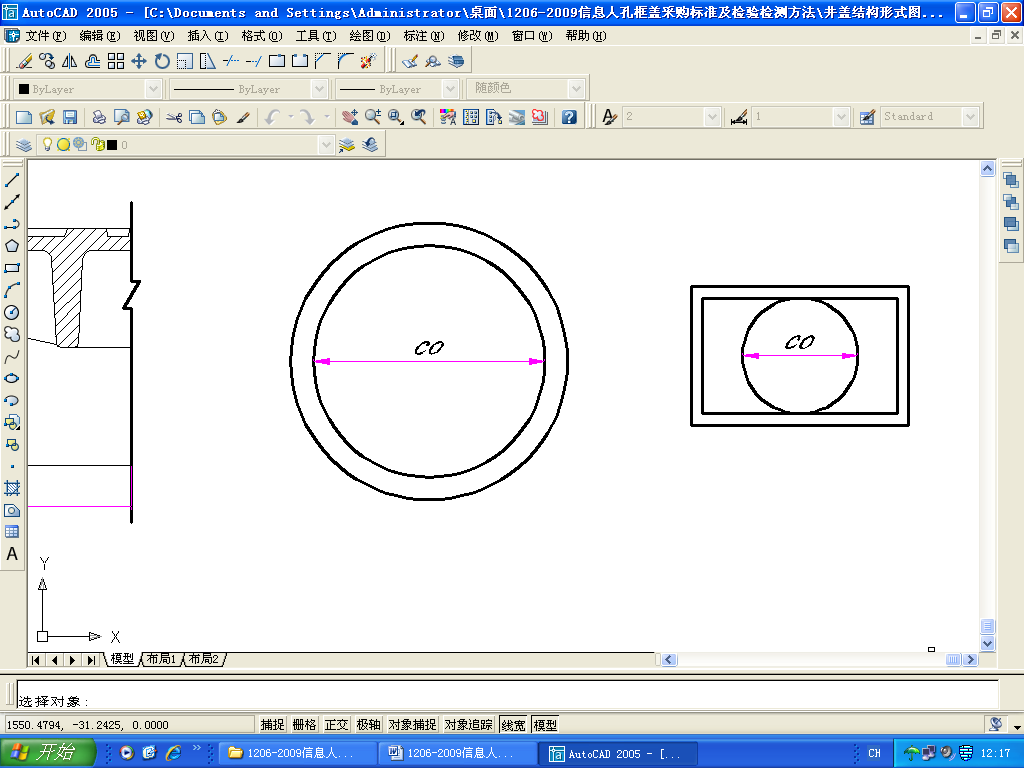 AutoCAD 2005 - [C:\Documents and Settings\Administrator\桌面\1206-2009信息人孔框盖采购标准及检验检测方法\井盖结构形式图...
文件(F) 编辑(E) 视图(V) 插入(I) 格式(O) 工具(T) 绘图(D) 标注(N) 修改(M) 窗口(W) 帮助(H)
ByLayer ByLayer ByLayer 随颜色
2 1 Standard
0
CO
CO
A
Y
X
模型 布局1 布局2
选择对象:
1550.4794, -31.2425, 0.0000 捕捉 栅格 正交 极轴 对象捕捉 对象追踪 线宽 模型
开始 1206-2009信息人... 1206-2009信息人... AutoCAD 2005 - [... CH 12:17